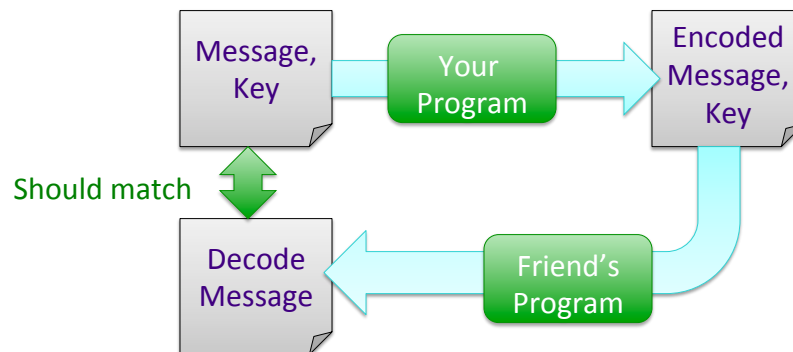 Message,
Key
Your
Program
Encoded
Message,
Key
Should match
Decode
Message
Friend's
Program